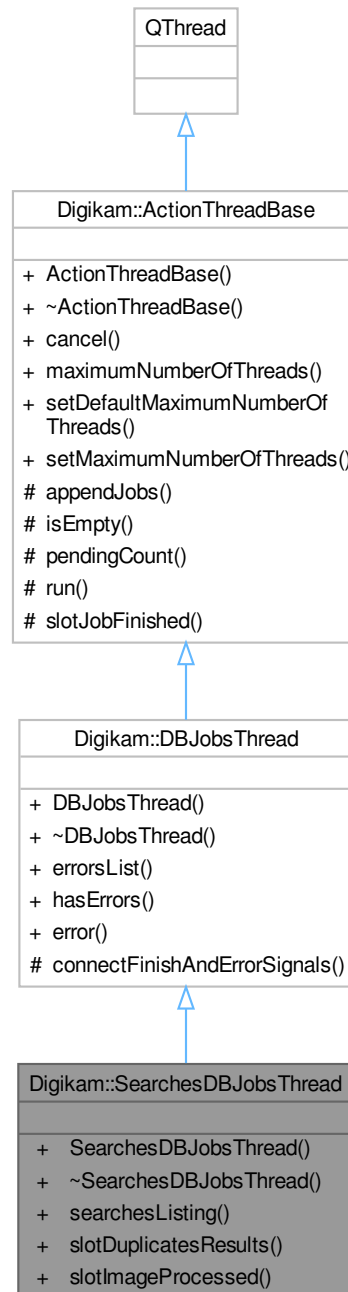 QThread
Digikam::ActionThreadBase
+ ActionThreadBase()
+ ~ActionThreadBase()
+ cancel()
+ maximumNumberOfThreads()
+ setDefaultMaximumNumberOf
Threads()
+ setMaximumNumberOfThreads()
# appendJobs()
# isEmpty()
# pendingCount()
# run()
# slotJobFinished()
Digikam::DBJobsThread
+ DBJobsThread()
+ ~DBJobsThread()
+ errorsList()
+ hasErrors()
+ error()
# connectFinishAndErrorSignals()
Digikam::SearchesDBJobsThread
+ SearchesDBJobsThread()
+ ~SearchesDBJobsThread()
+ searchesListing()
+ slotDuplicatesResults()
+ slotImageProcessed()